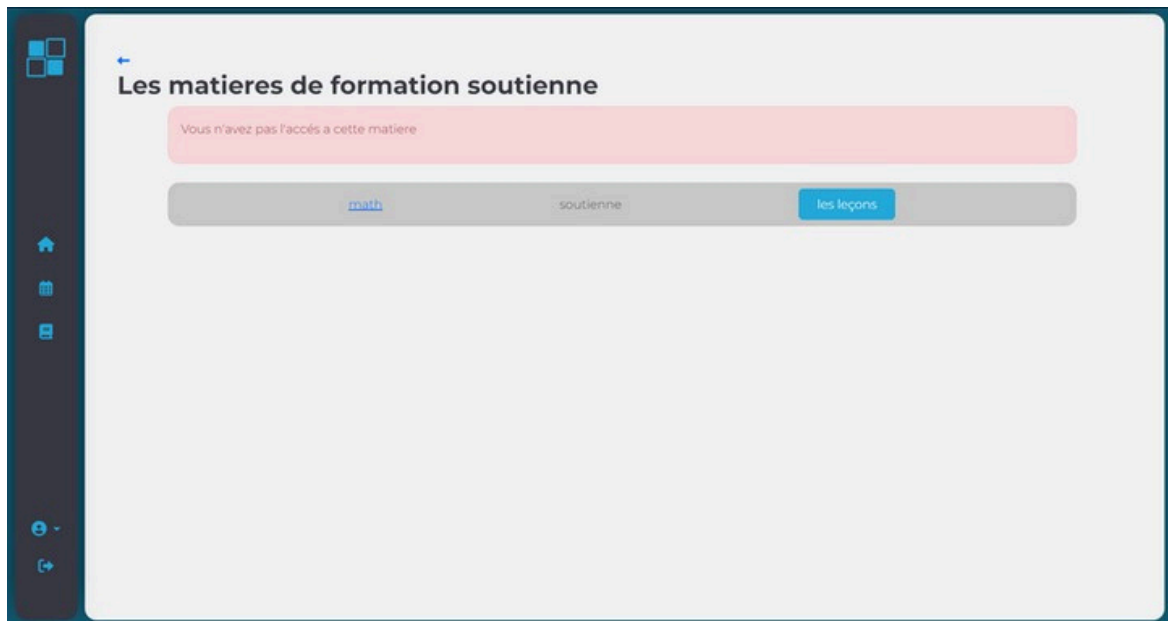 Les matieres de formation soutienne
Vous n'avez pas l'accés a cette matiere
math soutienne les leçons